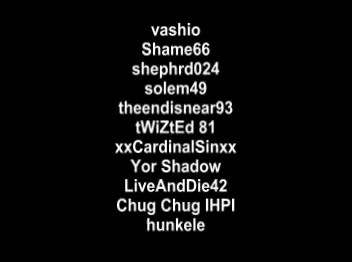 vashio
Shame66
shephrd024
solem49
theendisnear93
tWiZtEd 81
xxCardinalSinxx
Yor Shadow
LiveAndDie42
Chug Chug IHPI
hunkele